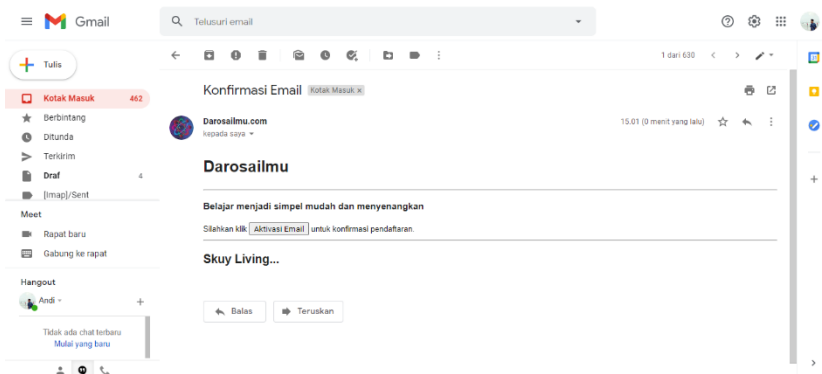 Gmail
Telusuri email
Tulis
1 dari 630
Kotak Masuk 462
Berbintang
Ditunda
Terkirim
Draf 4
[Imap]/Sent
Meet
Rapat baru
Gabung ke rapat
Hangout
Andi
Tidak ada chat terbaru
Mulai yang baru
Konfirmasi Email Kotak Masuk x
Darosailmu.com 15.01 (0 menit yang lalu)
kepada saya
Darosailmu
Belajar menjadi simpel mudah dan menyenangkan
Silahkan klik Aktivasi Email untuk konfirmasi pendaftaran.
Skuy Living...
Balas Teruskan